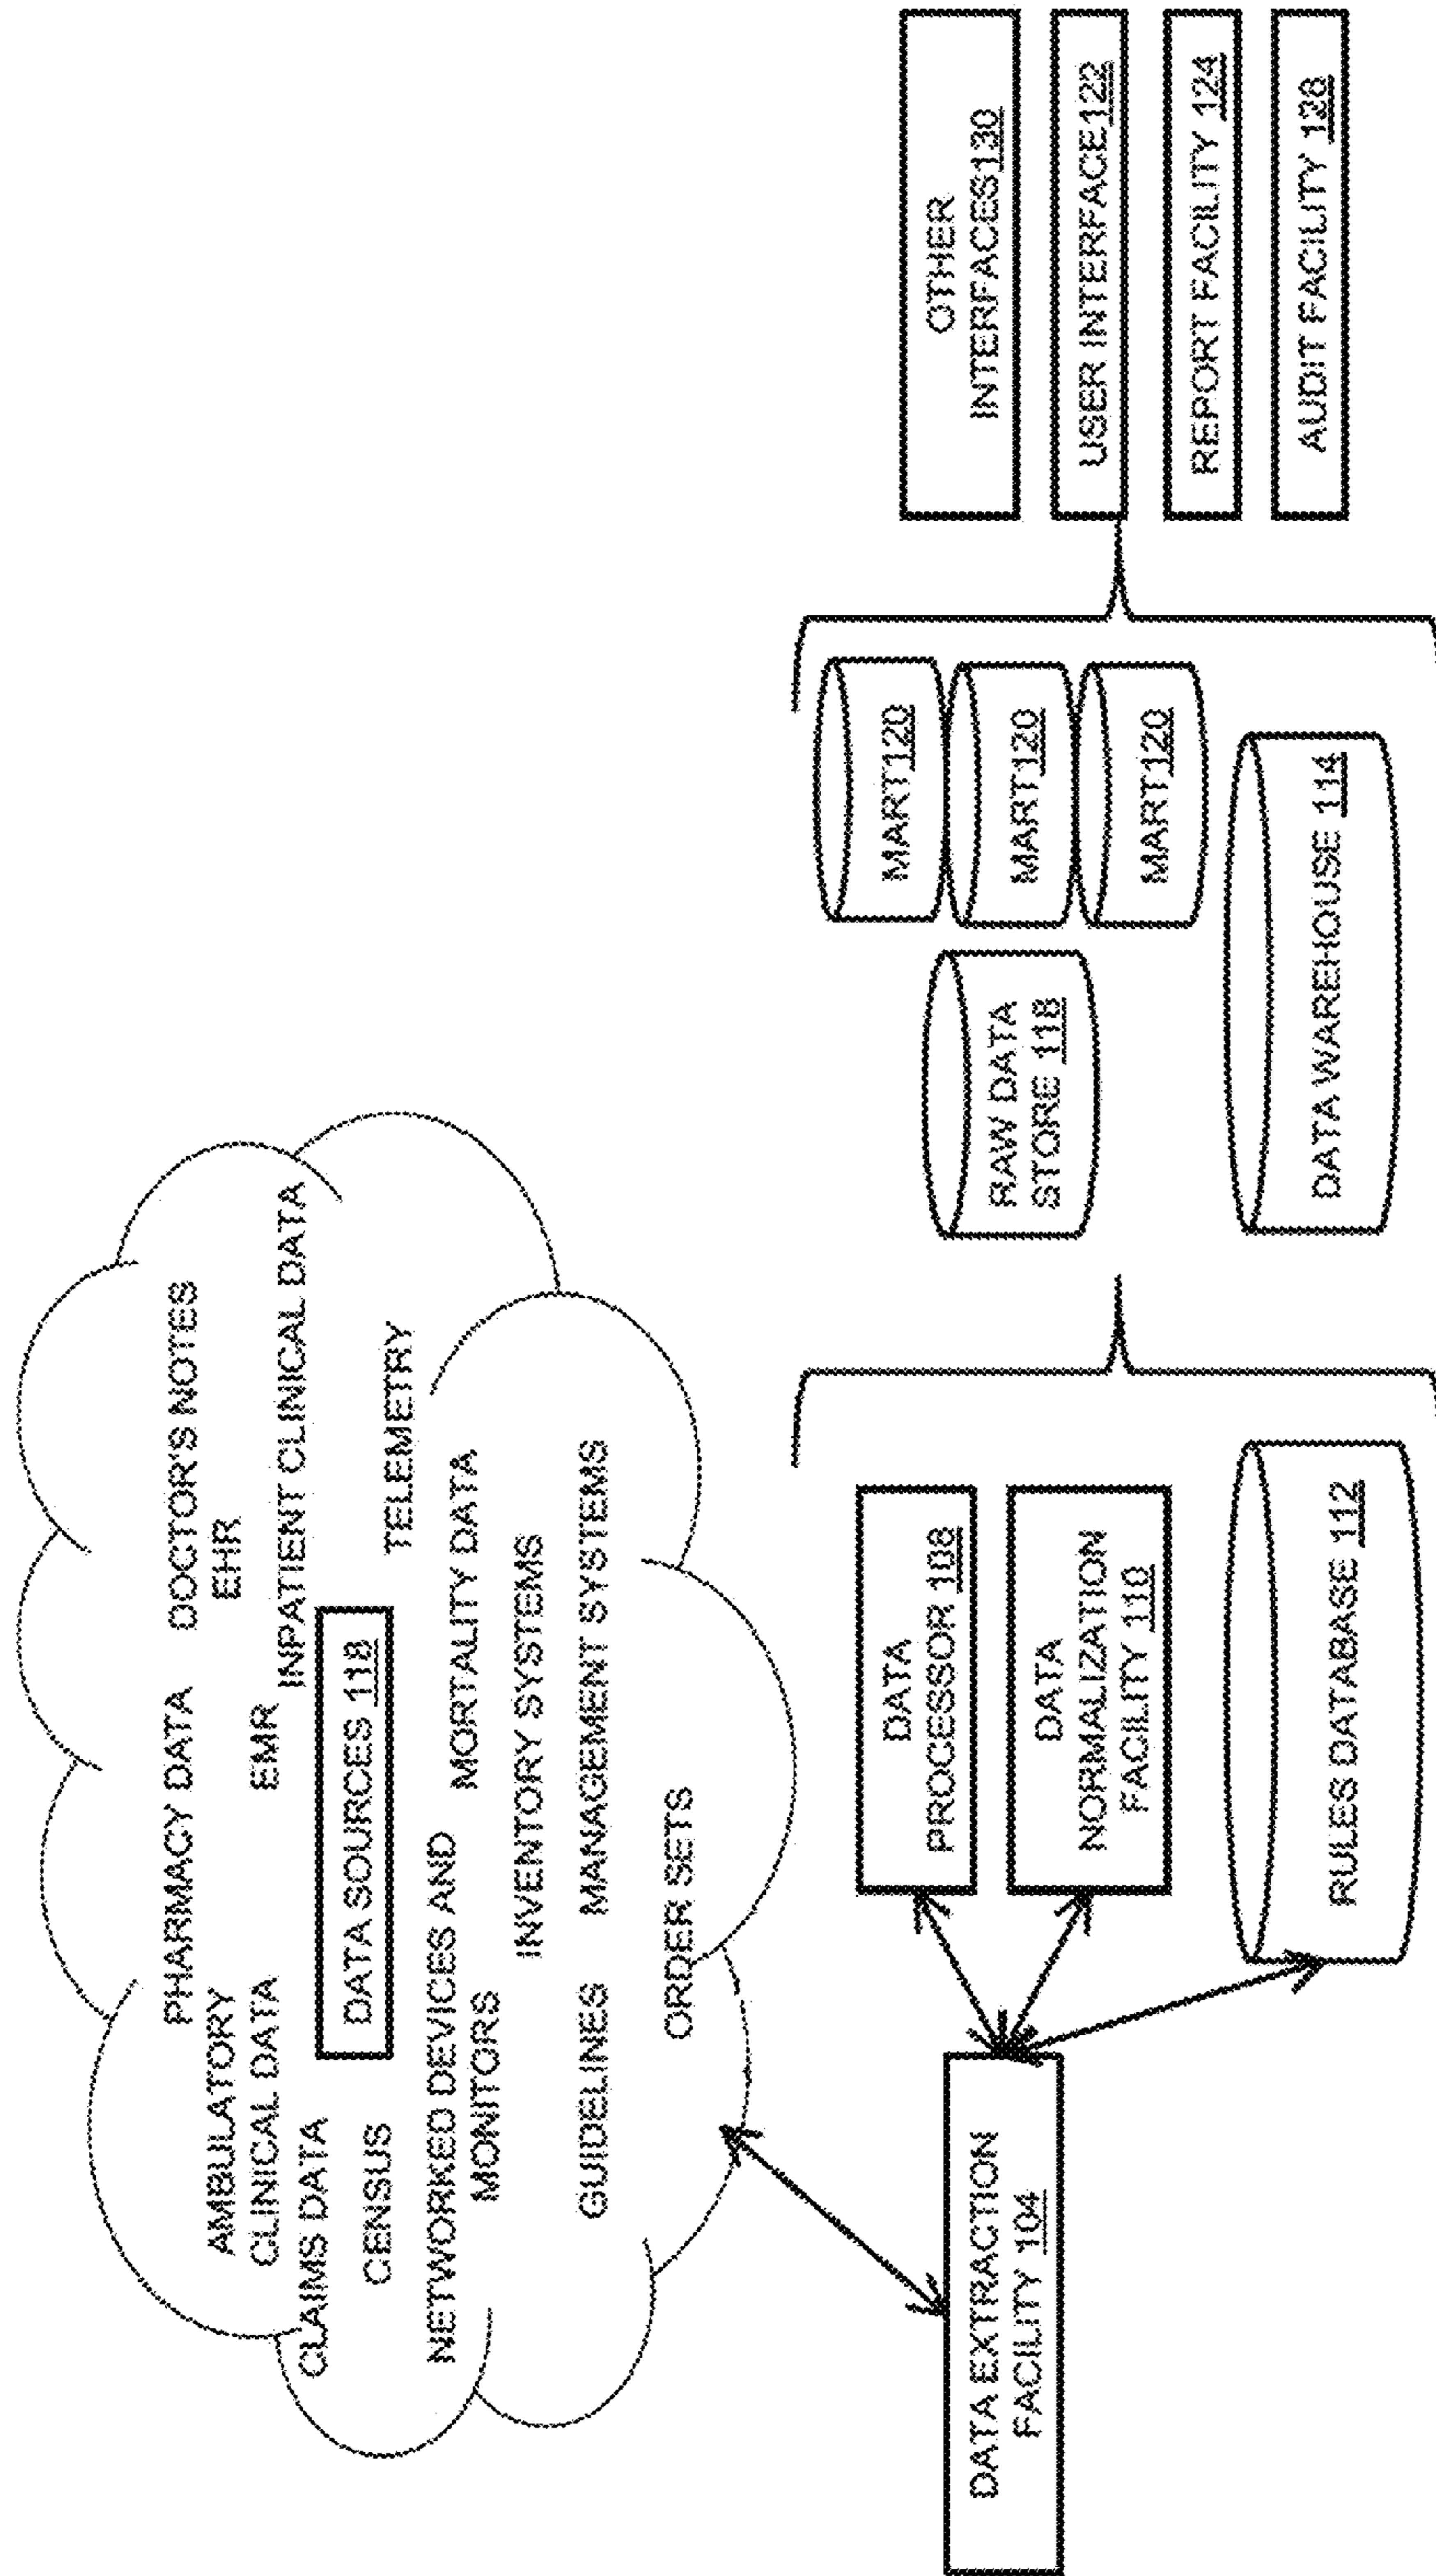 PHARMACY DATA
DOCTOR'S NOTES
AMBULATORY
CLINICAL DATA
EMR
EHR
CLAIMS DATA
INPATIENT CLINICAL DATA
CENSUS
DATA SOURCES 118
TELEMETRY
NETWORKED DEVICES AND
MONITORS
MORTALITY DATA
INVENTORY SYSTEMS
GUIDELINES
MANAGEMENT SYSTEMS
ORDER SETS
DATA EXTRACTION
FACILITY 104
DATA
PROCESSOR 108
DATA
NORMALIZATION
FACILITY 110
RULES DATABASE 112
RAW DATA
STORE 118
MART120
MART120
MART120
DATA WAREHOUSE 114
OTHER
INTERFACES130
USER INTERFACE122
REPORT FACILITY 124
AUDIT FACILITY 128